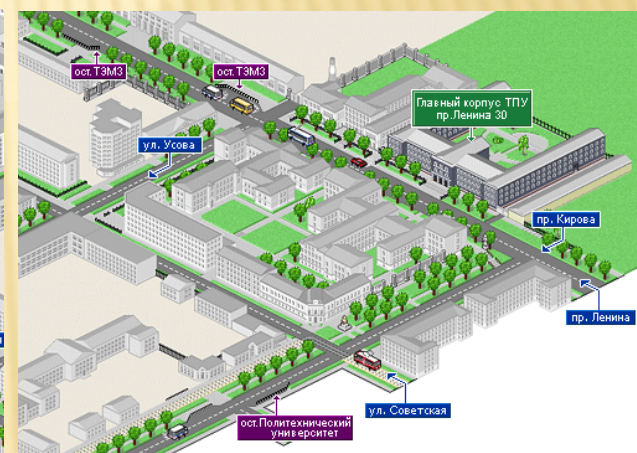 ост.ТЭМЗ
ост.ТЭМЗ
Главный корпус ТПУ
пр.Ленина 30
ул. Усова
пр. Кирова
пр. Ленина
ул. Советская
ост.Политехнический
университет